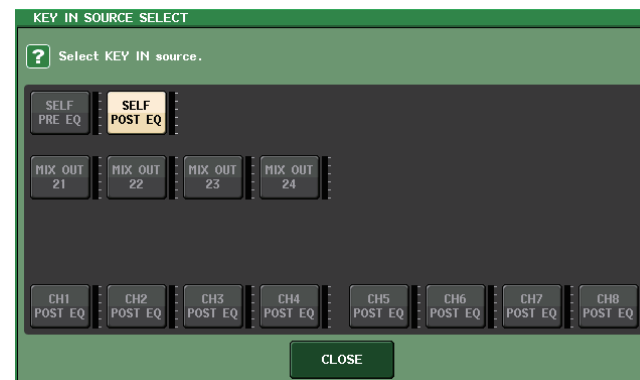 KEY IN SOURCE SELECT
? Select KEY IN source.
SELF
PRE EQ
SELF
POST EQ
MIX OUT
21
MIX OUT
22
MIX OUT
23
MIX OUT
24
CH1
POST EQ
CH2
POST EQ
CH3
POST EQ
CH4
POST EQ
CH5
POST EQ
CH6
POST EQ
CH7
POST EQ
CH8
POST EQ
CLOSE